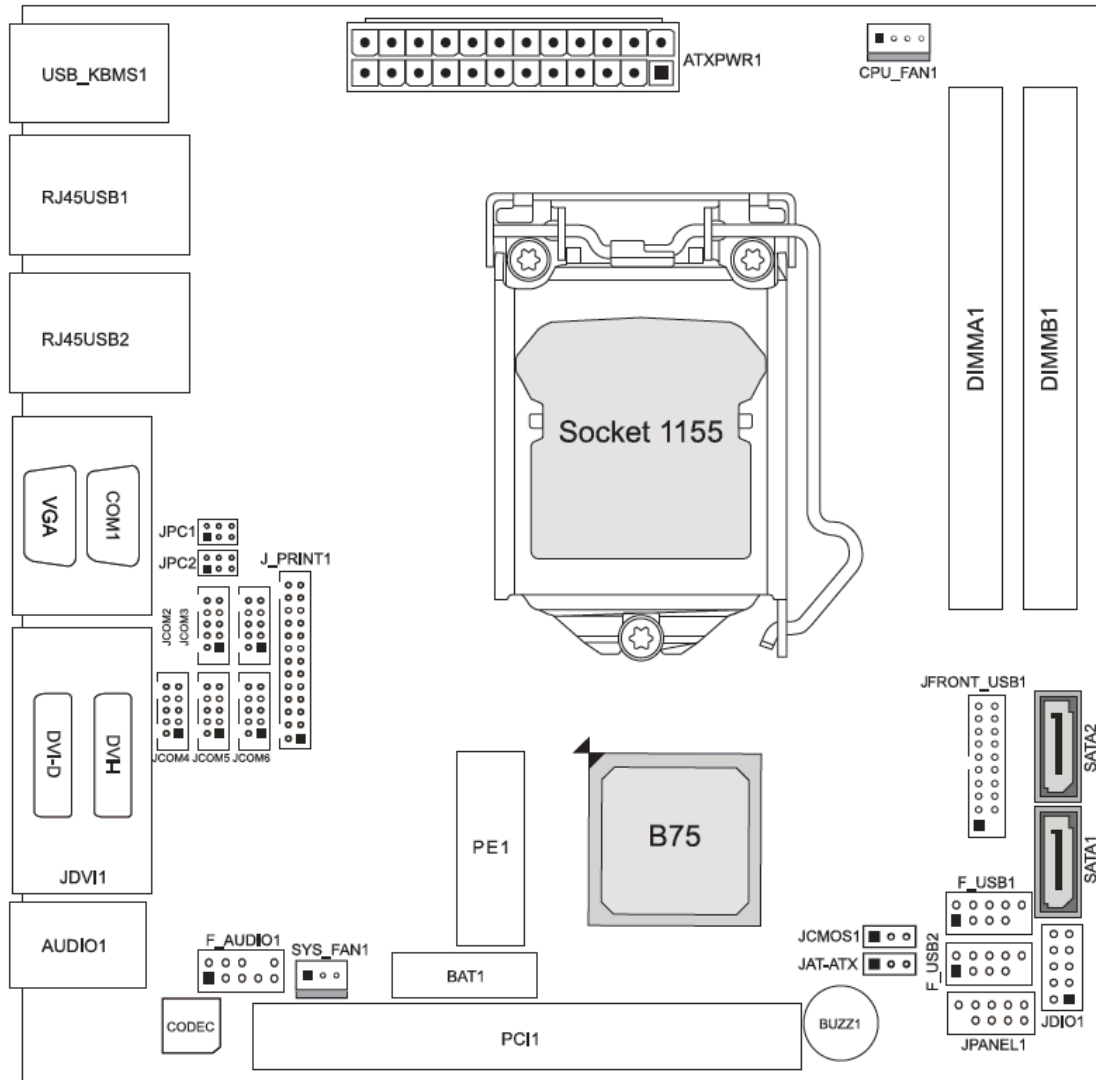 USB_KBMS1
ATXPWR1
CPU_FAN1
RJ45USB1
RJ45USB2
DIMMA1
DIMMB1
Socket 1155
VGA
COM1
JPC1
JPC2
J_PRINT1
JCOM2
JCOM3
JCOM4
JCOM5
JCOM6
DVI-D
DVI-I
JDVI1
JFRONT_USB1
SATA2
SATA1
PE1
B75
F_USB1
F_USB2
AUDIO1
F_AUDIO1
SYS_FAN1
BAT1
JCMOS1
JAT-ATX
CODEC
PCI1
BUZZ1
JPANEL1
JDIO1